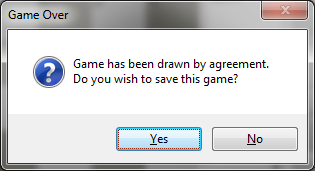 Game Over
Game has been drawn by agreement.
Do you wish to save this game?
Yes
No